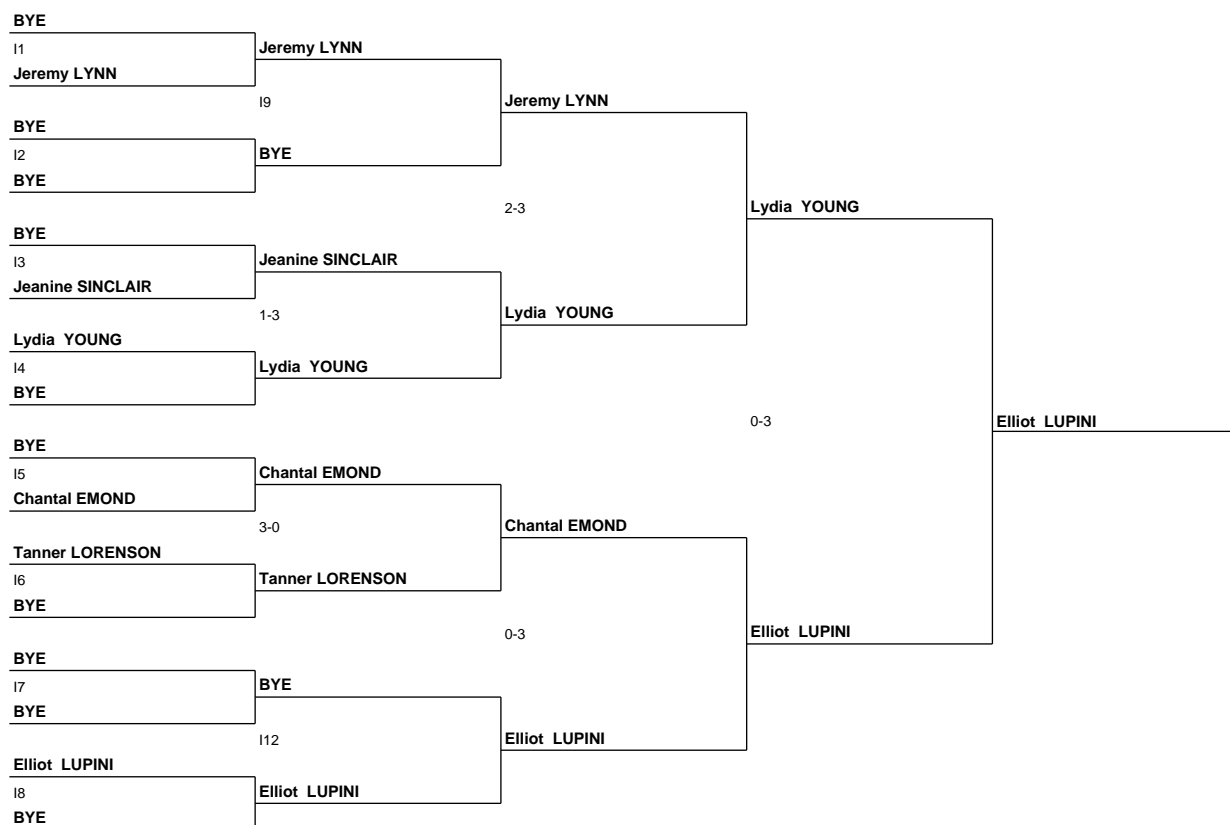 BYE
I1
Jeremy LYNN
Jeremy LYNN
I9
Jeremy LYNN
BYE
I2
BYE
BYE
2-3
Lydia YOUNG
BYE
I3
Jeanine SINCLAIR
Jeanine SINCLAIR
1-3
Lydia YOUNG
Lydia YOUNG
I4
BYE
Lydia YOUNG
0-3
Elliot LUPINI
BYE
I5
Chantal EMOND
Chantal EMOND
3-0
Chantal EMOND
Tanner LORENSON
I6
BYE
Tanner LORENSON
0-3
Elliot LUPINI
BYE
I7
BYE
BYE
I12
Elliot LUPINI
Elliot LUPINI
I8
BYE
Elliot LUPINI